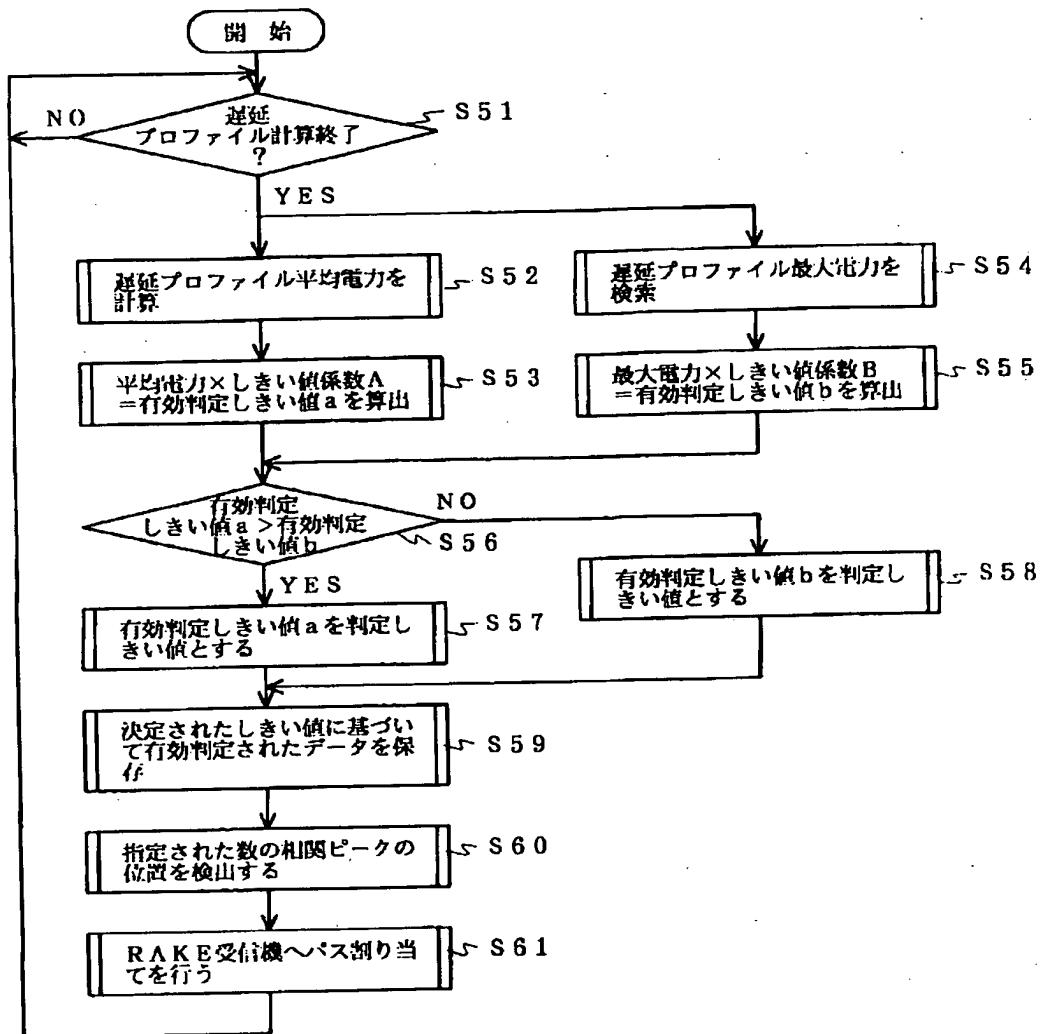 開 始
NO
遅延
プロファイル計算終了
?
S51
YES
遅延プロファイル平均電力を
計算
S52
遅延プロファイル最大電力を
検索
S54
平均電力×しきい値係数A
=有効判定しきい値aを算出
S53
最大電力×しきい値係数B
=有効判定しきい値bを算出
S55
有効判定
しきい値a>有効判定
しきい値b
NO
S56
YES
有効判定しきい値bを判定し
きい値とする
S58
有効判定しきい値aを判定し
きい値とする
S57
決定されたしきい値に基づい
て有効判定されたデータを保
存
S59
指定された数の相関ピークの
位置を検出する
S60
RAKE受信機へパス割り当
てを行う
S61